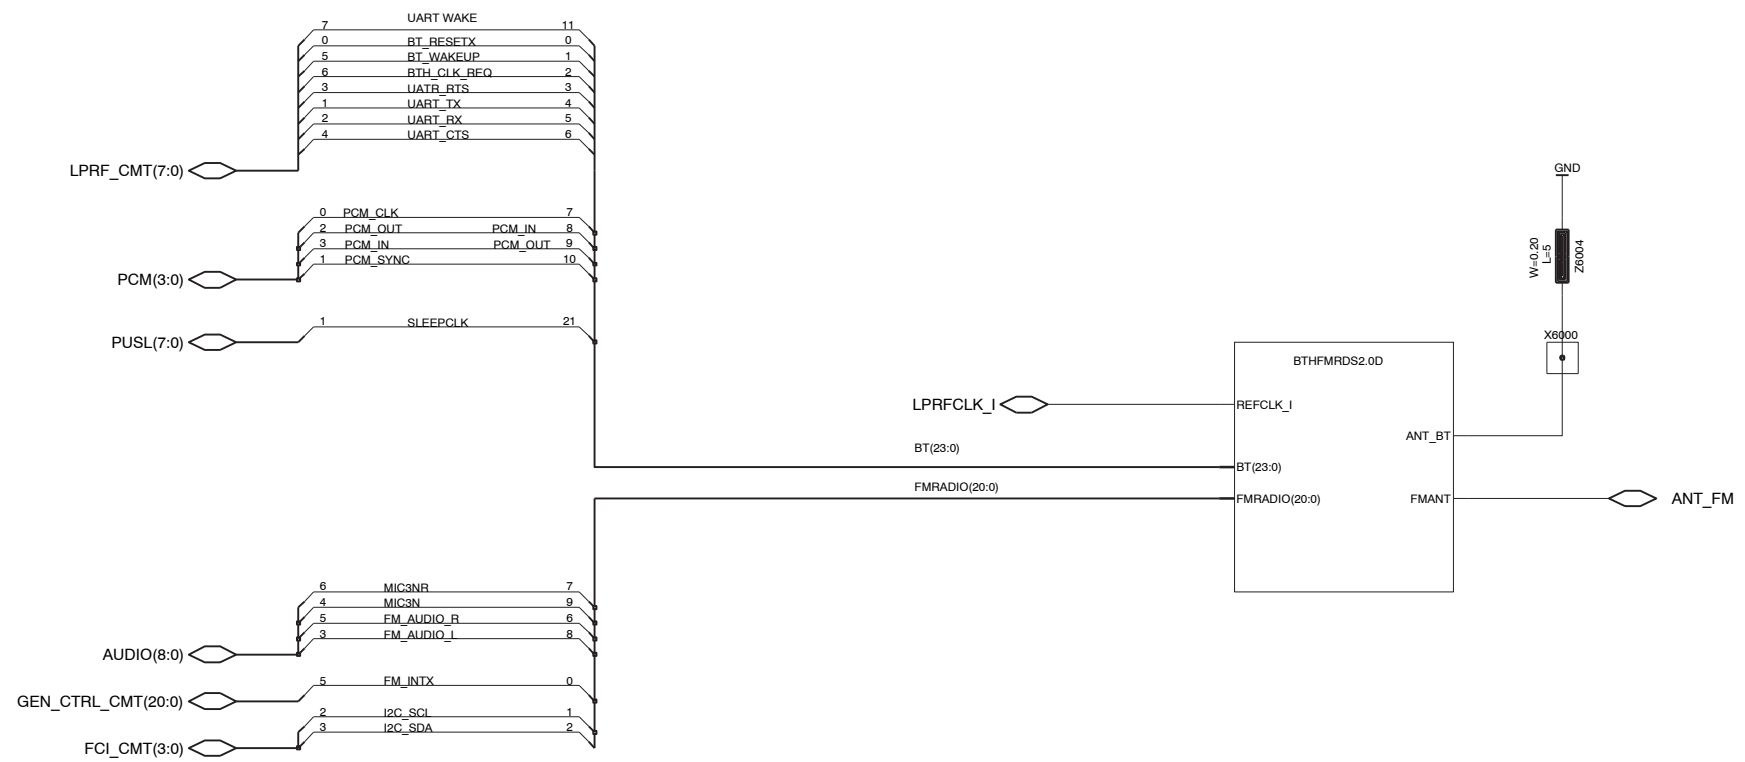 7 UART WAKE 11
0 BT_RESETX 0
5 BT_WAKEUP 1
6 BTH_CLK_REQ 2
3 UATR_RTS 3
1 UART_TX 4
2 UART_RX 5
4 UART_CTS 6
LPRF_CMT(7:0)
0 PCM_CLK 7
2 PCM_OUT PCM_IN 8
3 PCM_IN PCM_OUT 9
1 PCM_SYNC 10
PCM(3:0)
1 SLEEPCLK 21
PUSL(7:0)
GND
W=0.20
L=5
Z6004
X6000
BTHFMRDS2.0D
LPRFCLK_I
REFCLK_I
ANT_BT
BT(23:0)
BT(23:0)
FMRADIO(20:0)
FMRADIO(20:0)
FMANT
ANT_FM
6 MIC3NR 7
4 MIC3N 9
5 FM_AUDIO_R 6
3 FM_AUDIO_L 8
AUDIO(8:0)
5 FM_INTX 0
GEN_CTRL_CMT(20:0)
2 I2C_SCL 1
3 I2C_SDA 2
FCI_CMT(3:0)